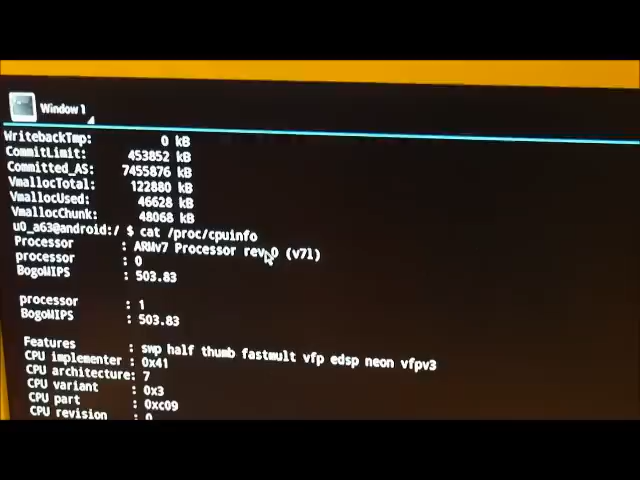 Window 1
WritebackTmp: 0 kB
CommitLimit: 453852 kB
Committed_AS: 7455876 kB
VmallocTotal: 122880 kB
VmallocUsed: 46628 kB
VmallocChunk: 48068 kB
u0_a63@android:/ $ cat /proc/cpuinfo
Processor : ARMv7 Processor rev 0 (v7l)
processor : 0
BogoMIPS : 503.83
processor : 1
BogoMIPS : 503.83
Features : swp half thumb fastmult vfp edsp neon vfpv3
CPU implementer : 0x41
CPU architecture: 7
CPU variant : 0x3
CPU part : 0xc09
CPU revision : 0